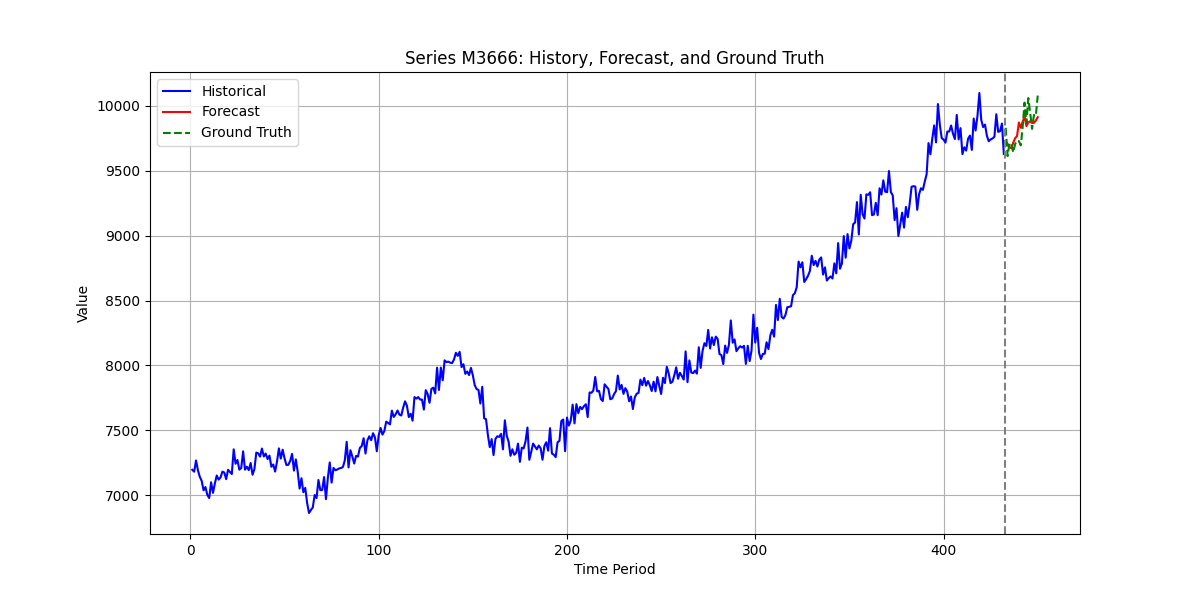 Series M3666: History, Forecast, and Ground Truth
Historical
Forecast
Ground Truth
10000
9500
9000
8500
8000
7500
7000
Value
0 100 200 300 400
Time Period